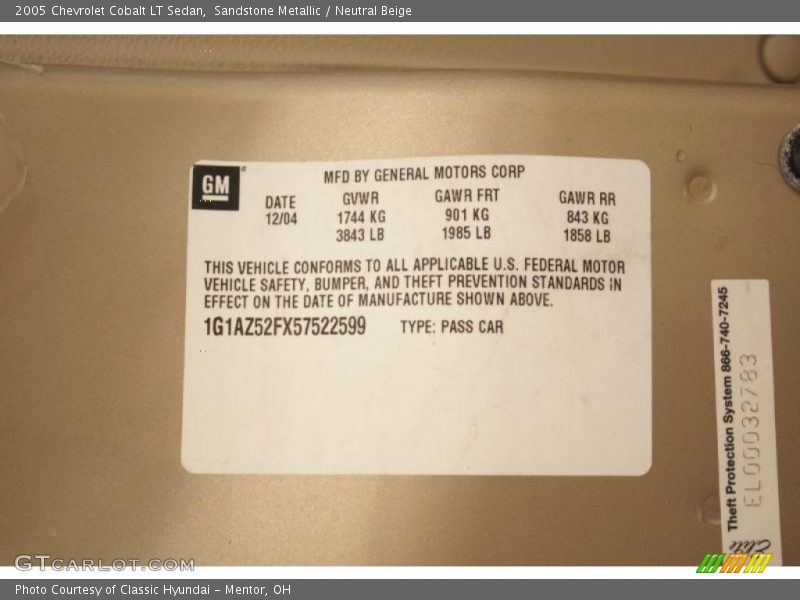 2005 Chevrolet Cobalt LT Sedan, Sandstone Metallic / Neutral Beige
GM
MFD BY GENERAL MOTORS CORP
DATE GVWR GAWR FRT GAWR RR
12/04 1744 KG 901 KG 843 KG
3843 LB 1985 LB 1858 LB
THIS VEHICLE CONFORMS TO ALL APPLICABLE U.S. FEDERAL MOTOR
VEHICLE SAFETY, BUMPER, AND THEFT PREVENTION STANDARDS IN
EFFECT ON THE DATE OF MANUFACTURE SHOWN ABOVE.
1G1AZ52FX57522599 TYPE: PASS CAR
Theft Protection System 866-740-7245
EL00032783
Elite
GTCARLOT.COM
Photo Courtesy of Classic Hyundai - Mentor, OH